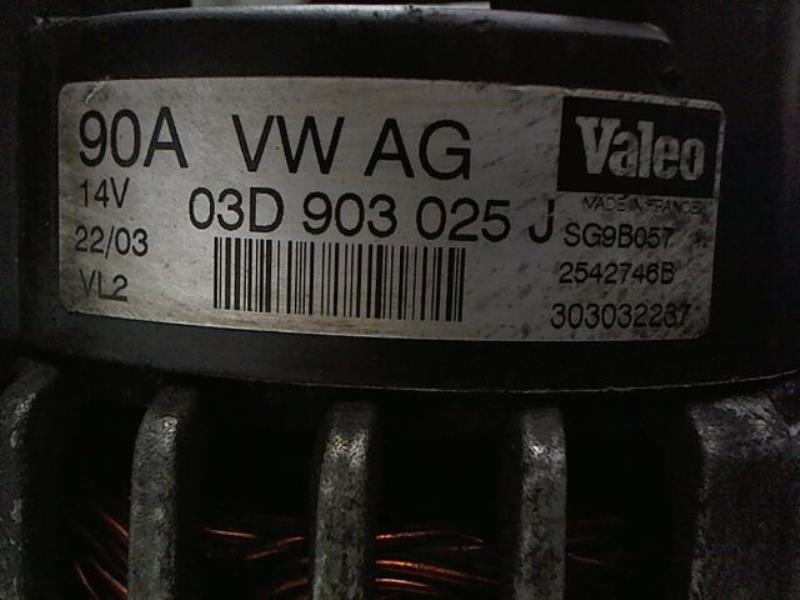 90A VW AG
14V
03D 903 025 J
22/03
VL2
Valeo
MADE IN FRANCE
SG9B057
2542746B
303032237